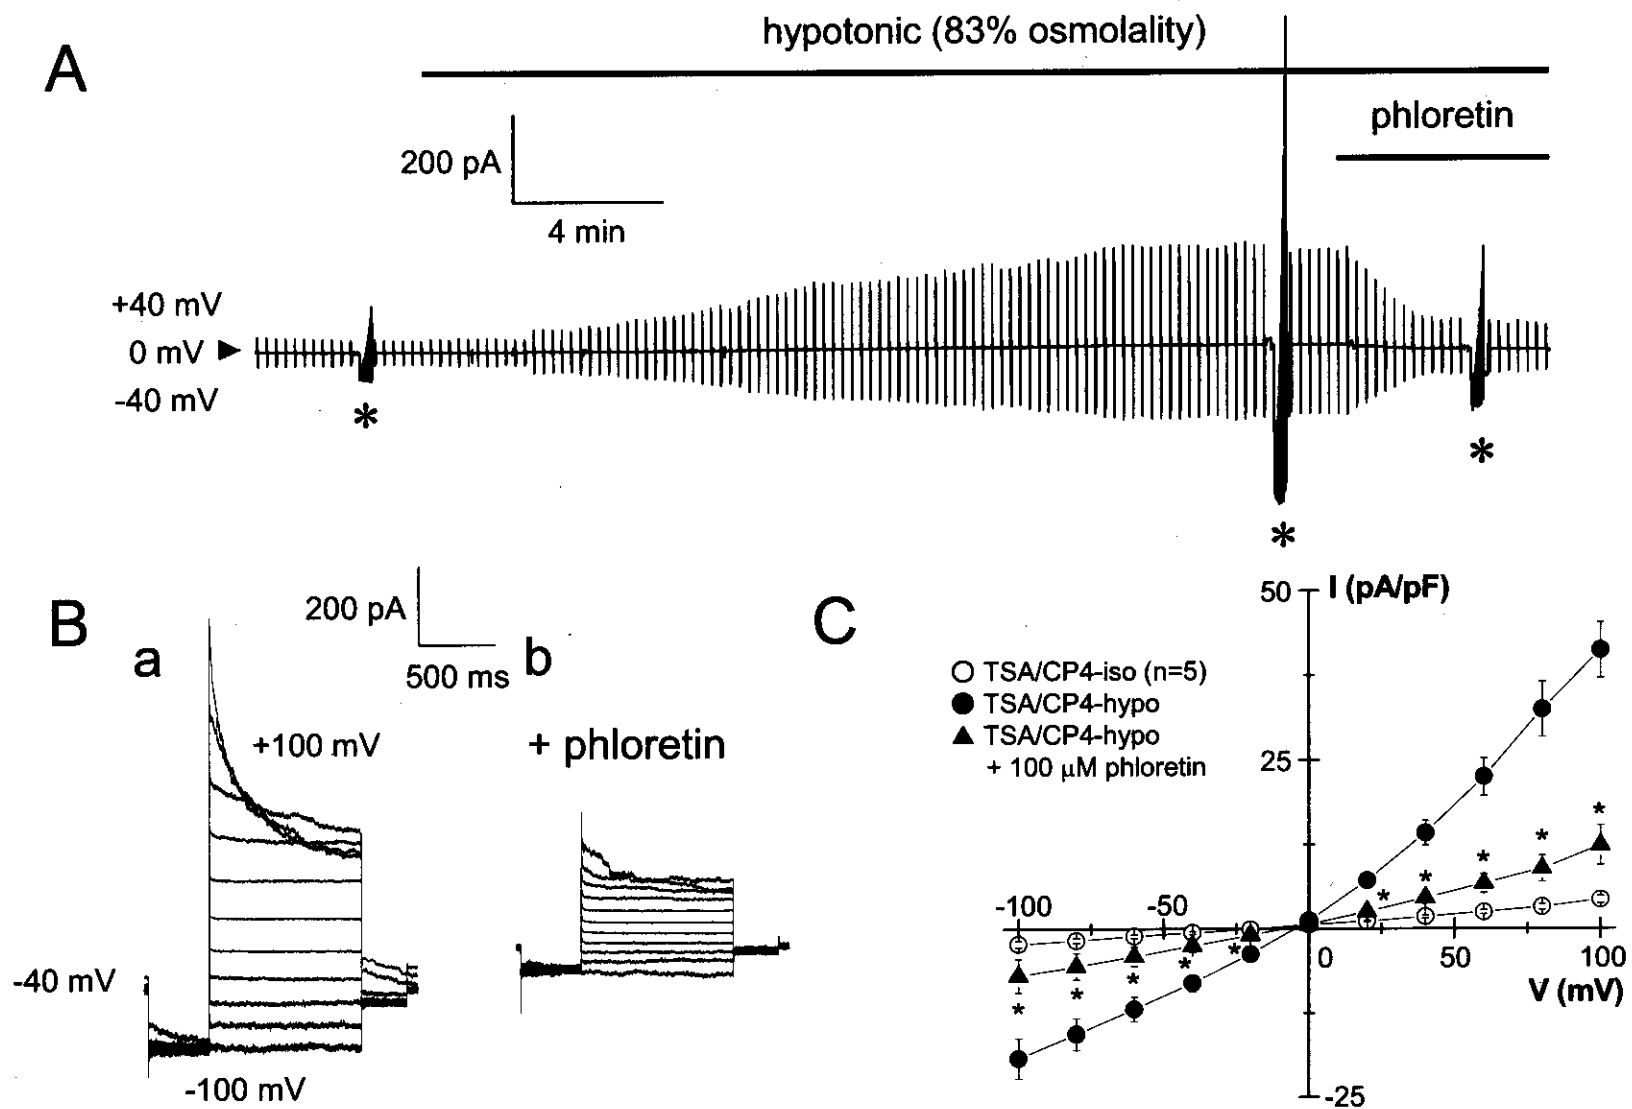 A
hypotonic (83% osmolality)
phloretin
200 pA
4 min
+40 mV
0 mV
-40 mV
*
*
*
B
200 pA
500 ms
a
b
+100 mV
+ phloretin
-40 mV
-100 mV
C
50
I (pA/pF)
TSA/CP4-iso (n=5)
TSA/CP4-hypo
TSA/CP4-hypo
+ 100 μM phloretin
25
* * * * *
-100
-50
0
50
100
V (mV)
* * * * *
-25